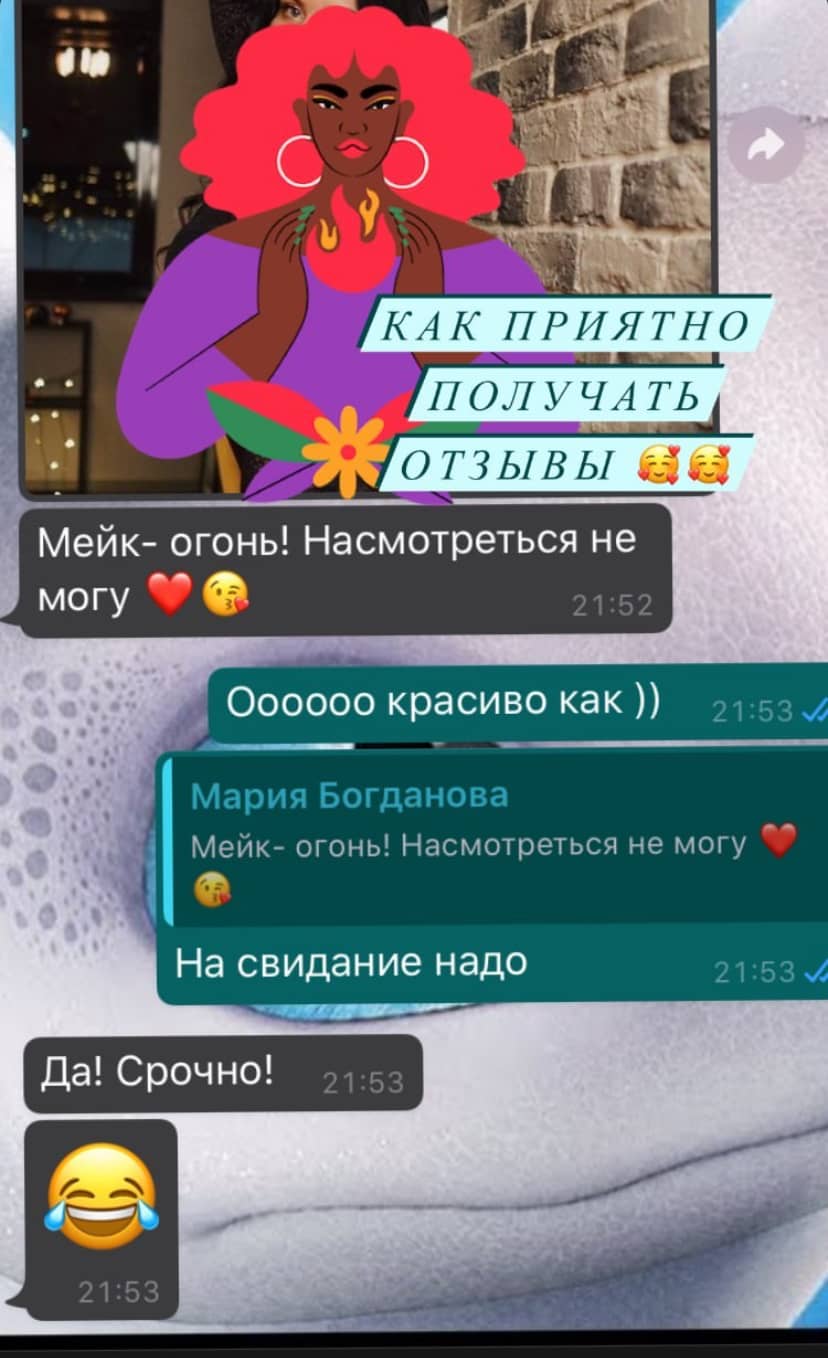 КАК ПРИЯТНО
ПОЛУЧАТЬ
ОТЗЫВЫ 🥰🥰
Мейк- огонь! Насмотреться не
могу ❤️😘
21:52
Оооoоо красиво как ))
21:53
Мария Богданова
Мейк- огонь! Насмотреться не могу ❤️
😘
На свидание надо
21:53
Да! Срочно!
21:53
😂
21:53